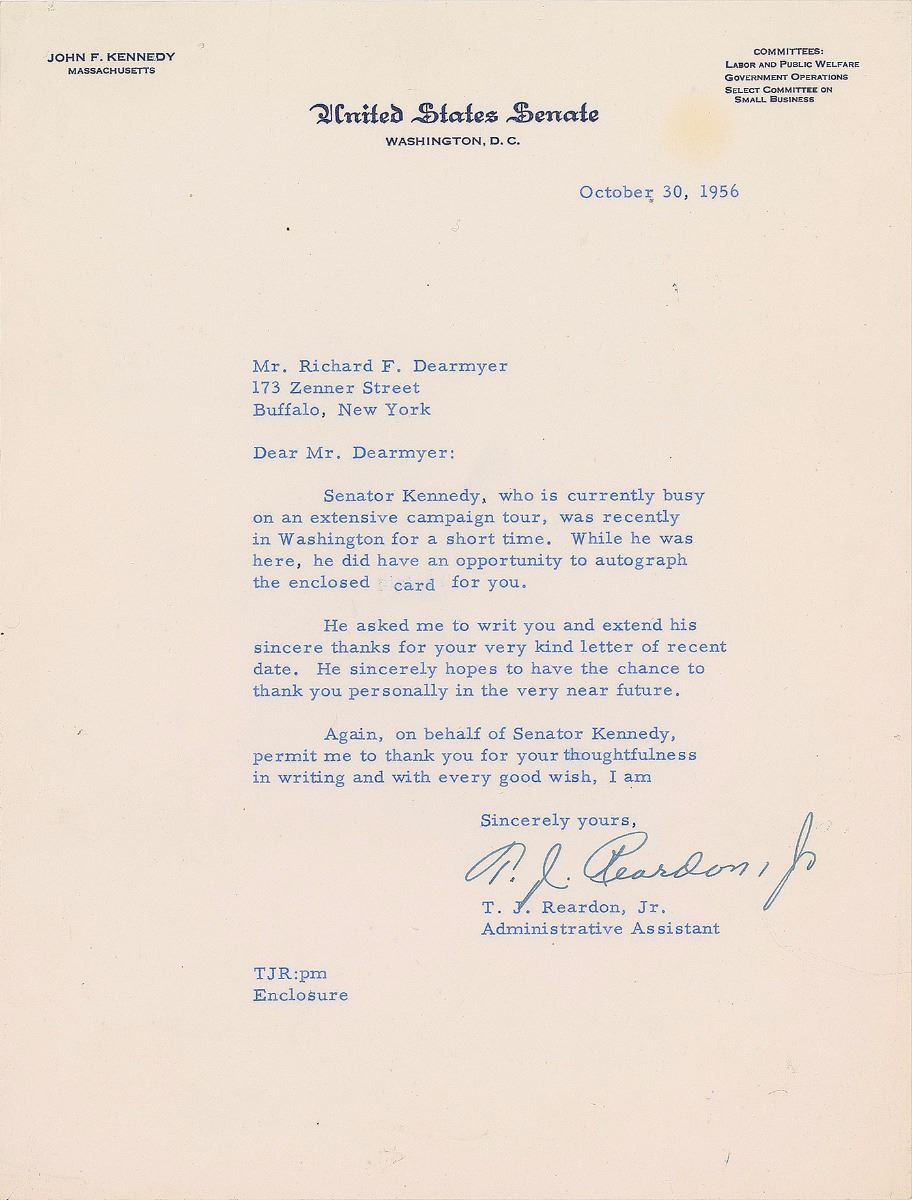 JOHN F. KENNEDY
MASSACHUSETTS
COMMITTEES:
LABOR AND PUBLIC WELFARE
GOVERNMENT OPERATIONS
SELECT COMMITTEE ON
SMALL BUSINESS
United States Senate
WASHINGTON, D. C.
October 30, 1956
Mr. Richard F. Dearmyer
173 Zenner Street
Buffalo, New York
Dear Mr. Dearmyer:
Senator Kennedy, who is currently busy
on an extensive campaign tour, was recently
in Washington for a short time. While he was
here, he did have an opportunity to autograph
the enclosed card for you.
He asked me to writ you and extend his
sincere thanks for your very kind letter of recent
date. He sincerely hopes to have the chance to
thank you personally in the very near future.
Again, on behalf of Senator Kennedy,
permit me to thank you for your thoughtfulness
in writing and with every good wish, I am
Sincerely yours,
T. J. Reardon, Jr
T. J. Reardon, Jr.
Administrative Assistant
TJR:pm
Enclosure